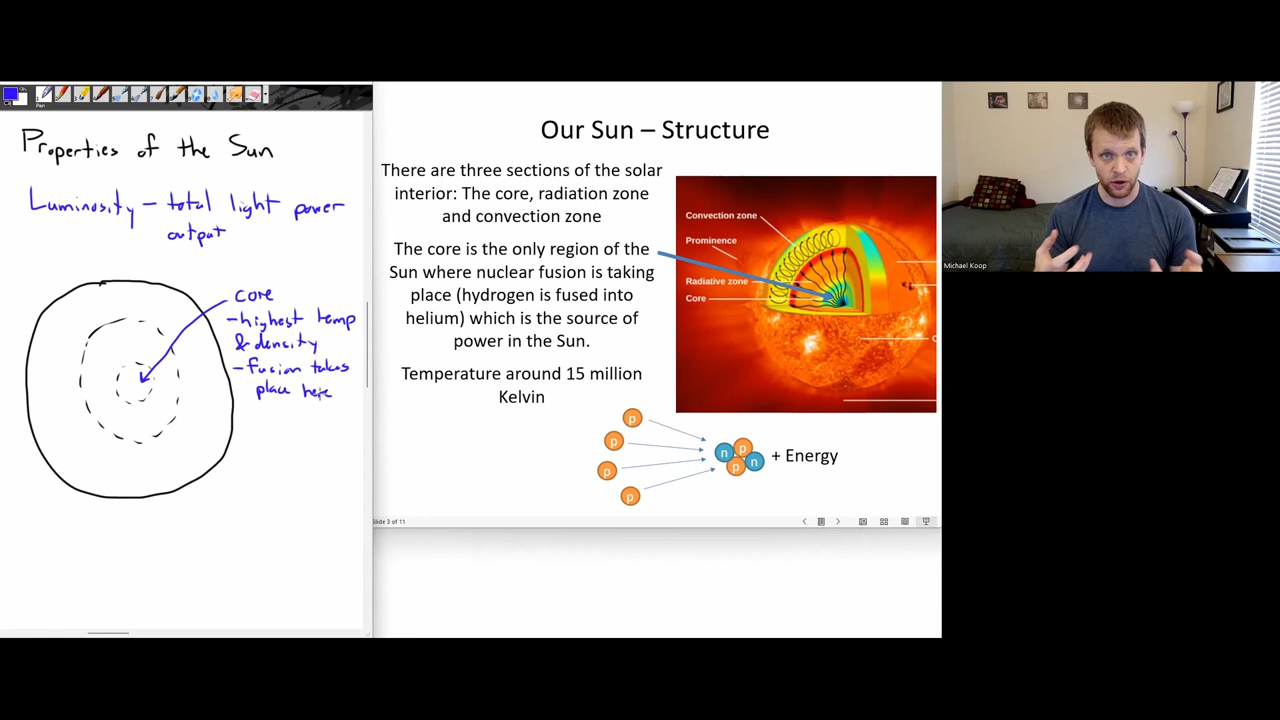 Properties of the Sun
Luminosity – total light power
output
core
- highest temp
& density
- fusion takes
place here
Our Sun – Structure
There are three sections of the solar
interior: The core, radiation zone
and convection zone
The core is the only region of the
Sun where nuclear fusion is taking
place (hydrogen is fused into
helium) which is the source of
power in the Sun.
Temperature around 15 million
Kelvin
Convection zone
Prominence
Radiative zone
Core
C
p
p
p
p
n
p
p
n
+ Energy
Slide 3 of 11
Michael Koop